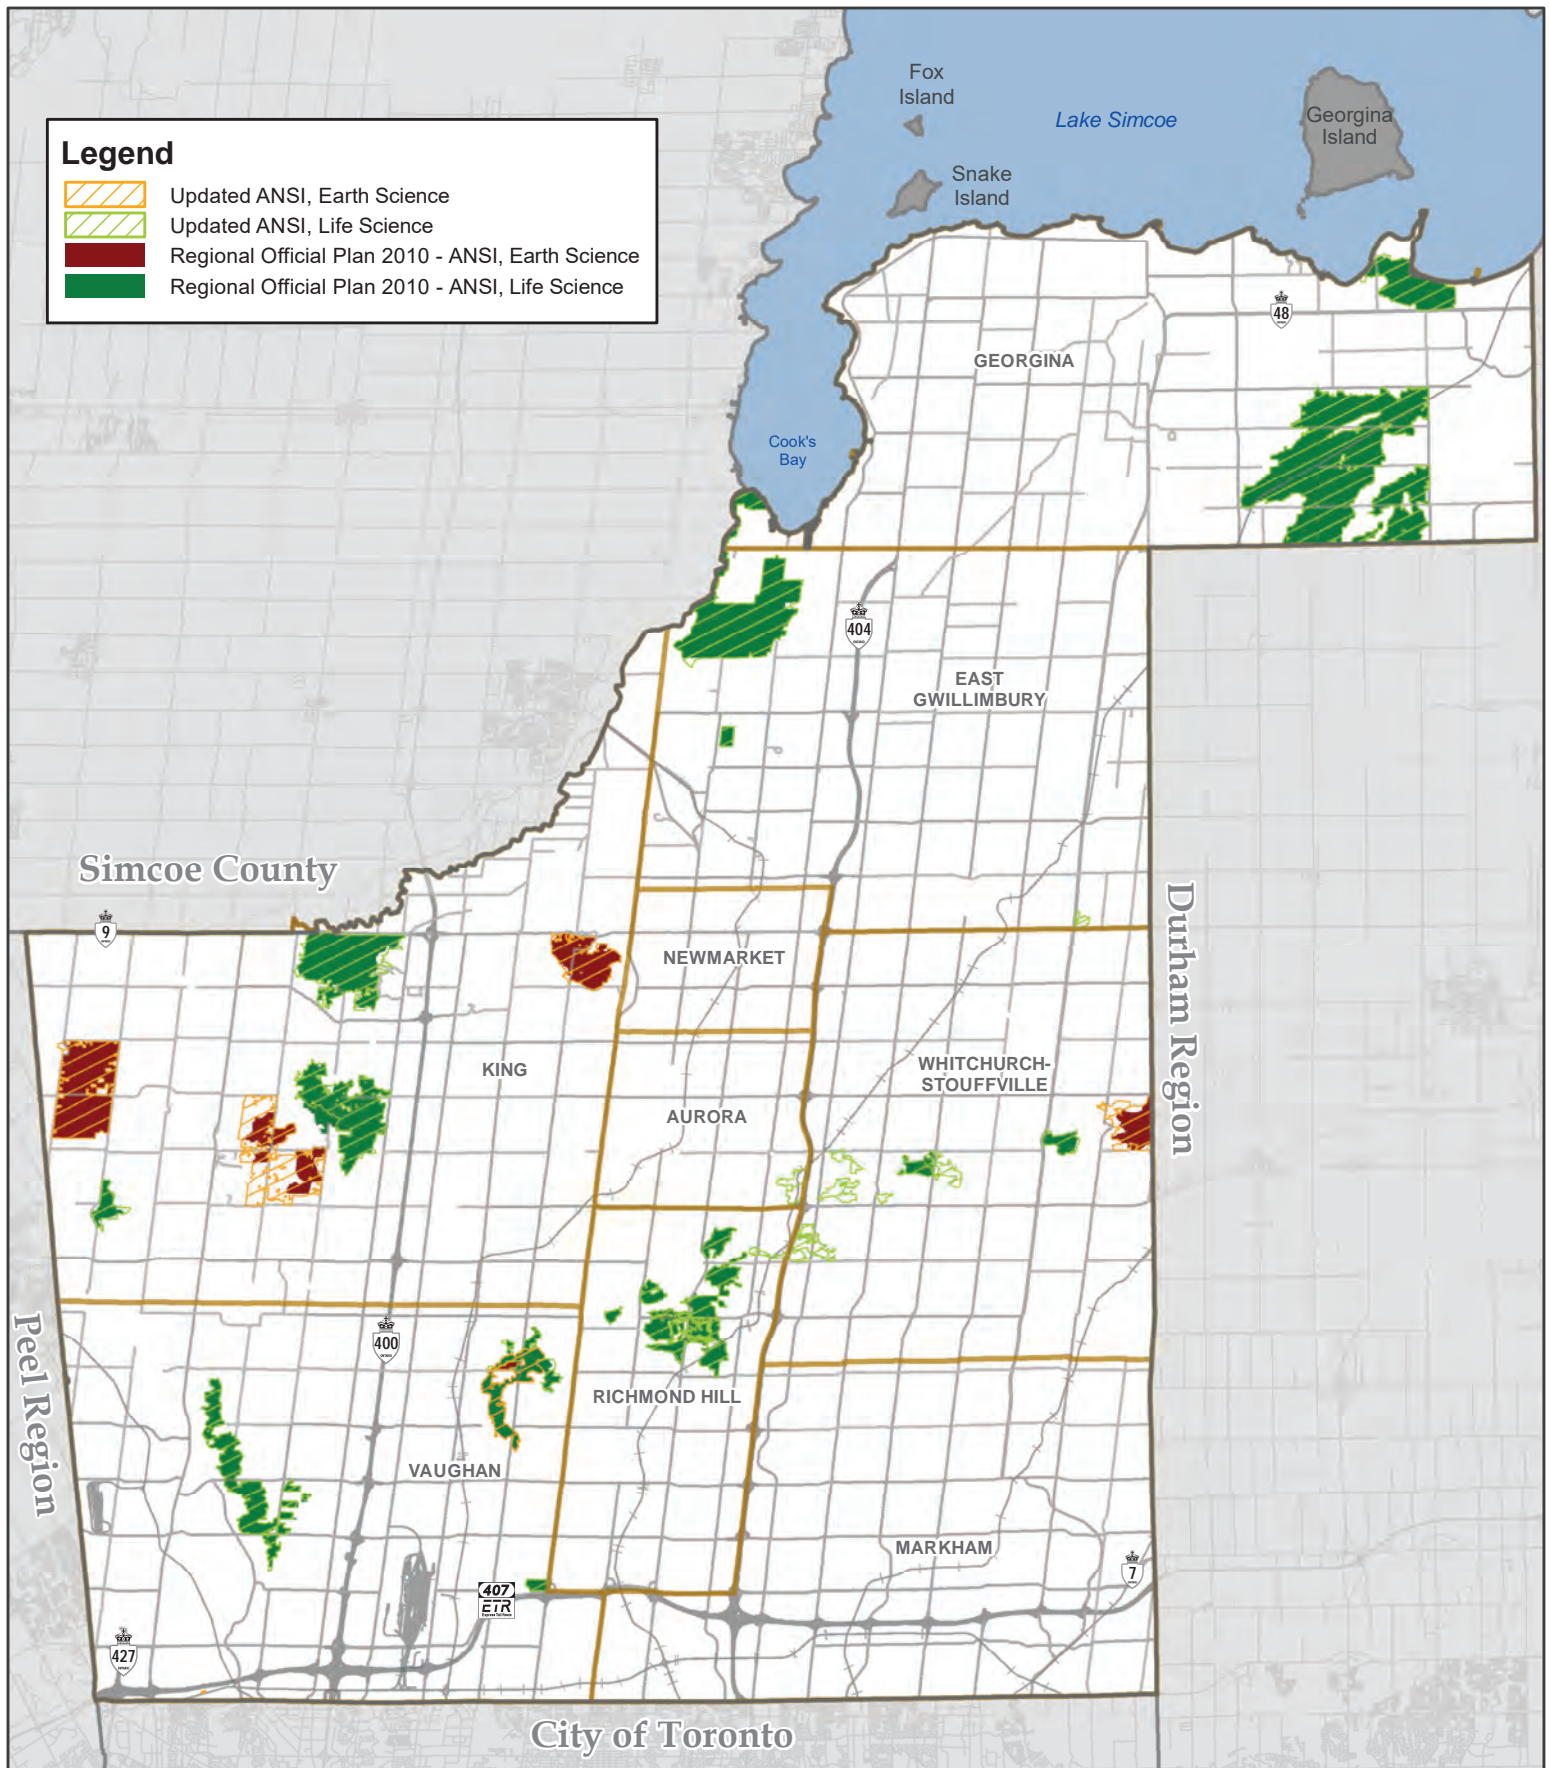 Fox
Island
Lake Simcoe
Georgina
Island
Snake
Island
Legend
Updated ANSI, Earth Science
Updated ANSI, Life Science
Regional Official Plan 2010 - ANSI, Earth Science
Regional Official Plan 2010 - ANSI, Life Science
48
GEORGINA
Cook's
Bay
404
EAST
GWILLIMBURY
Simcoe County
9
NEWMARKET
Durham Region
KING
WHITCHURCH-
STOUFFVILLE
AURORA
Peel Region
400
RICHMOND HILL
VAUGHAN
MARKHAM
7
407
ETR
427
City of Toronto